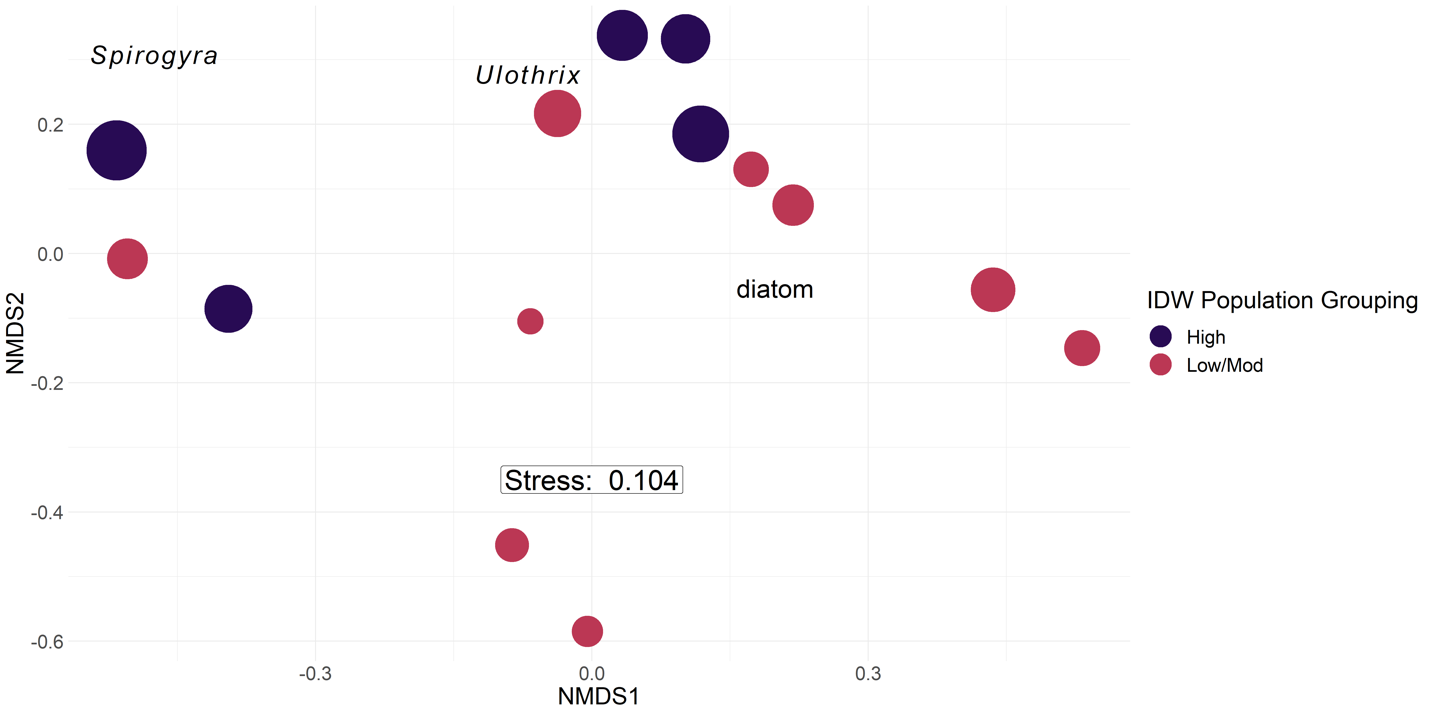 Spirogyra
Ulothrix
0.2
0.0
diatom
-0.2
Stress: 0.104
-0.4
-0.6
NMDS2
-0.3
0.0
0.3
NMDS1
IDW Population Grouping
High
Low/Mod